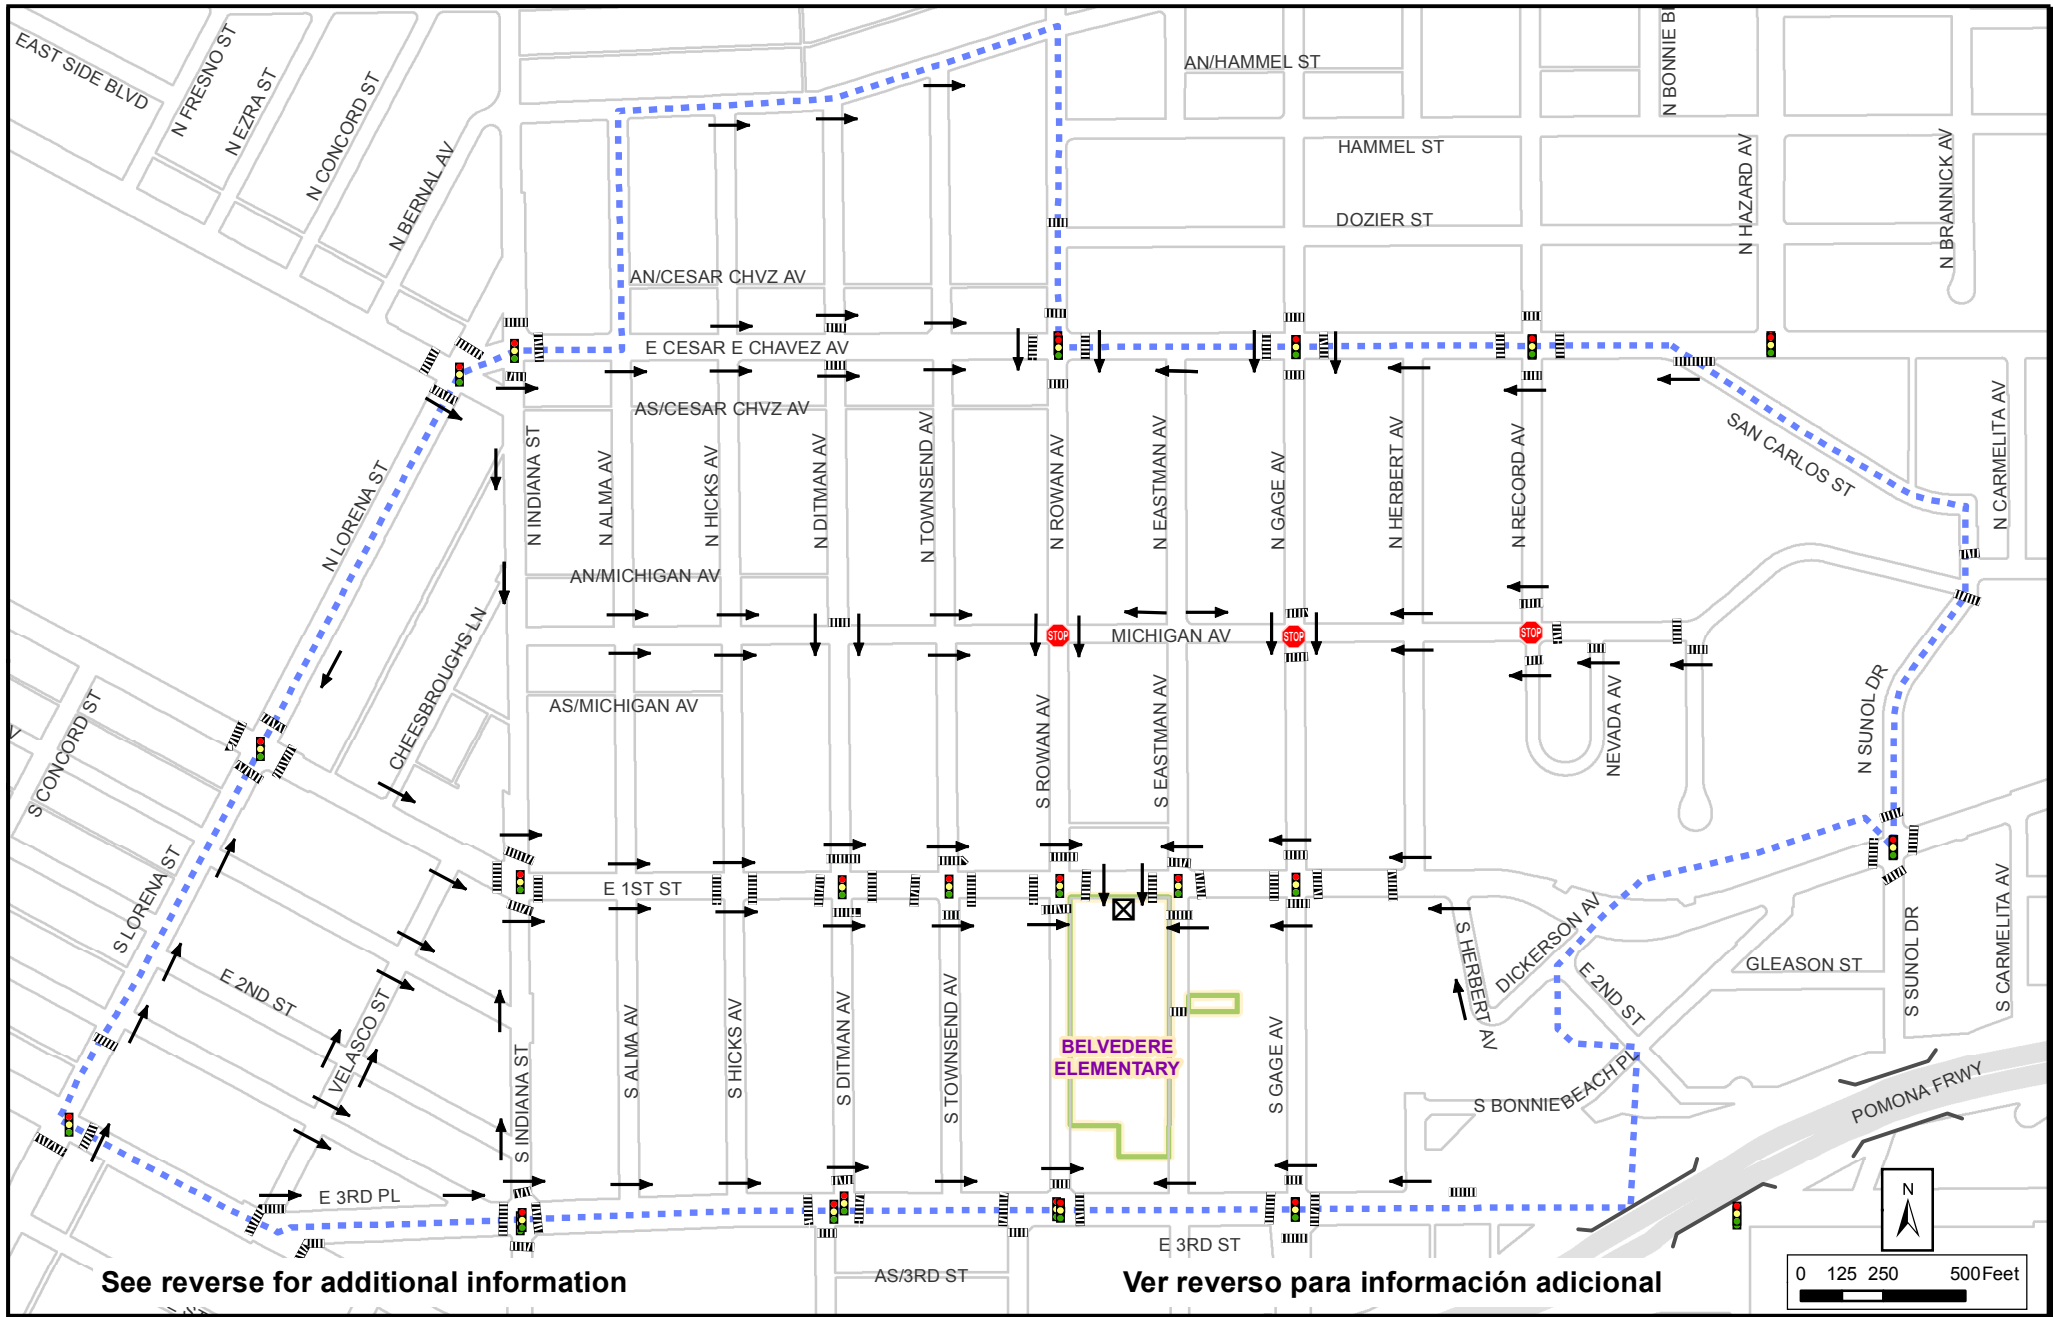 EAST SIDE BLVD
N FRESNO ST
N EZRA ST
N CONCORD ST
N BERNAL AV
AN/HAMMEL ST
HAMMEL ST
DOZIER ST
N HAZARD AV
N BRANNICK AV
AN/CESAR CHVZ AV
E CESAR E CHAVEZ AV
AS/CESAR CHVZ AV
N LORENA ST
N INDIANA ST
N ALMA AV
N HICKS AV
N DITMAN AV
N TOWNSEND AV
N ROWAN AV
N EASTMAN AV
N GAGE AV
N HERBERT AV
N RECORD AV
SAN CARLOS ST
N CARMELITA AV
AN/MICHIGAN AV
STOP
MICHIGAN AV
STOP
STOP
CHEESBROUGHS LN
AS/MICHIGAN AV
S CONCORD ST
S ROWAN AV
S EASTMAN AV
NEVADA AV
N SUNOL DR
S LORENA ST
E 1ST ST
E 2ND ST
VELASCO ST
S INDIANA ST
S ALMA AV
S HICKS AV
S DITMAN AV
S TOWNSEND AV
BELVEDERE
ELEMENTARY
S GAGE AV
S HERBERT AV
DICKERSON AV
E 2ND ST
GLEASON ST
S SUNOL DR
S CARMELITA AV
S BONNIE BEACH PL
POMONA FRWY
E 3RD PL
E 3RD ST
AS/3RD ST
N
See reverse for additional information
Ver reverso para información adicional
0 125 250 500 Feet